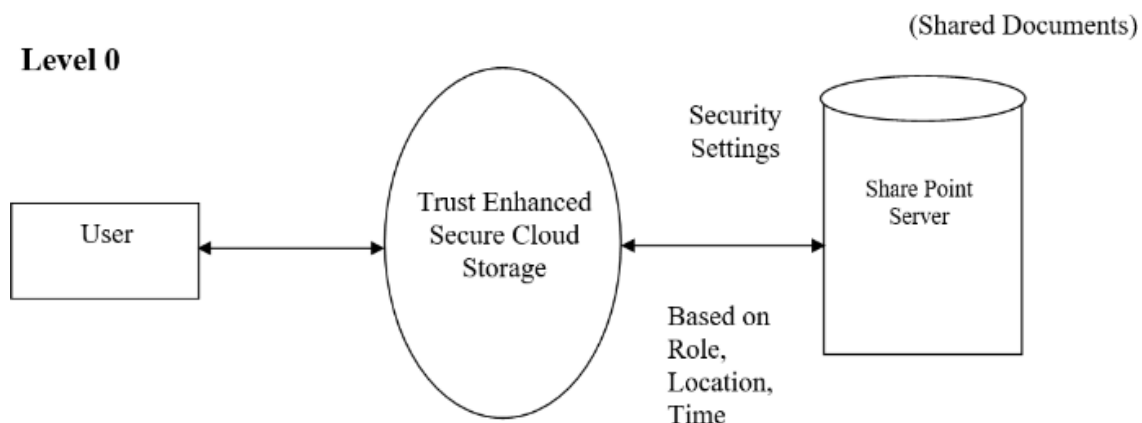 (Shared Documents)
Level 0
Security
Settings
Share Point
Server
Trust Enhanced
Secure Cloud
Storage
User
Based on
Role,
Location,
Time